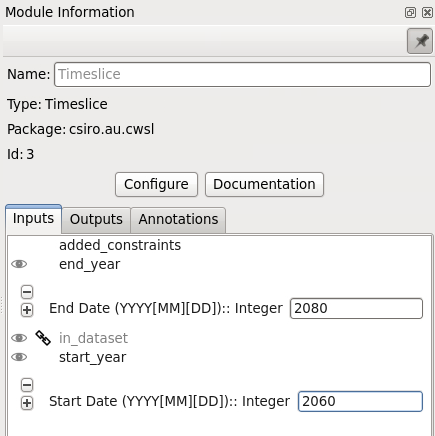 Module Information
Name: Timeslice
Type: Timeslice
Package: csiro.au.cwsl
Id: 3
Configure Documentation
Inputs Outputs Annotations
added_constraints
end_year
End Date (YYYY[MM][DD]):: Integer 2080
in_dataset
start_year
Start Date (YYYY[MM][DD]):: Integer 2060